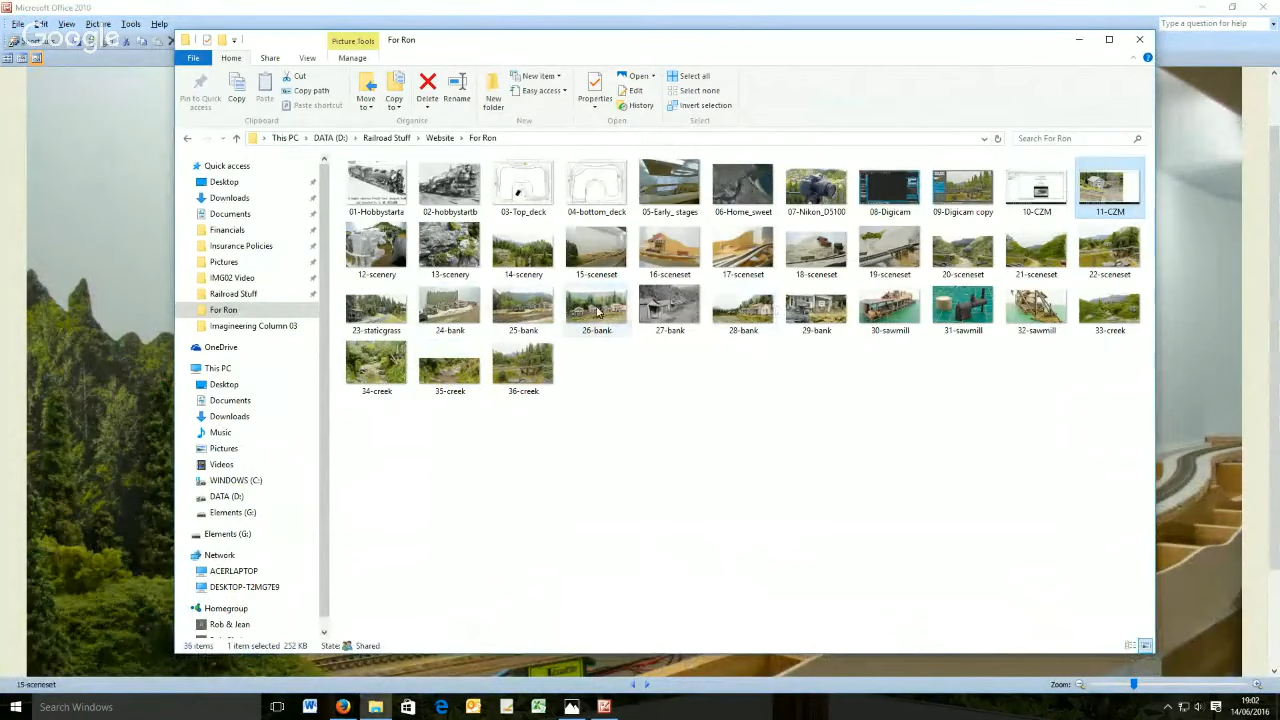 Microsoft Office 2010
File Edit View Picture Tools Help
Type a question for help
Google
Picture Tools For Ron
File Home Share View Manage
Pin to Quick access
Copy
Paste
Cut
Copy path
Paste shortcut
Clipboard
Move to
Copy to
Delete
Rename
Organise
New folder
New item
Easy access
New
Properties
Open
Edit
History
Open
Select all
Select none
Invert selection
Select
This PC > DATA (D:) > Railroad Stuff > Website > For Ron
Search For Ron
Quick access
Desktop
Downloads
Documents
Financials
Insurance Policies
Pictures
IMG02 Video
Railroad Stuff
For Ron
Imagineering Column 03
OneDrive
This PC
Desktop
Documents
Downloads
Music
Pictures
Videos
WINDOWS (C:)
DATA (D:)
Elements (G:)
Elements (G:)
Network
ACERLAPTOP
DESKTOP-T2MG7E9
Homegroup
Rob & Jean
01-Hobbystarta 02-hobbystartb 03-Top_deck 04-bottom_deck 05-Early_stages 06-Home_sweet 07-Nikon_D5100 08-Digicam 09-Digicam copy 10-CZM 11-CZM
12-scenery 13-scenery 14-scenery 15-sceneset 16-sceneset 17-sceneset 18-sceneset 19-sceneset 20-sceneset 21-sceneset 22-sceneset
23-staticgrass 24-bank 25-bank 26-bank 27-bank 28-bank 29-bank 30-sawmill 31-sawmill 32-sawmill 33-creek
34-creek 35-creek 36-creek
36 items 1 item selected 252 KB State: Shared
15-sceneset
Zoom:
Search Windows
19:02
14/06/2016